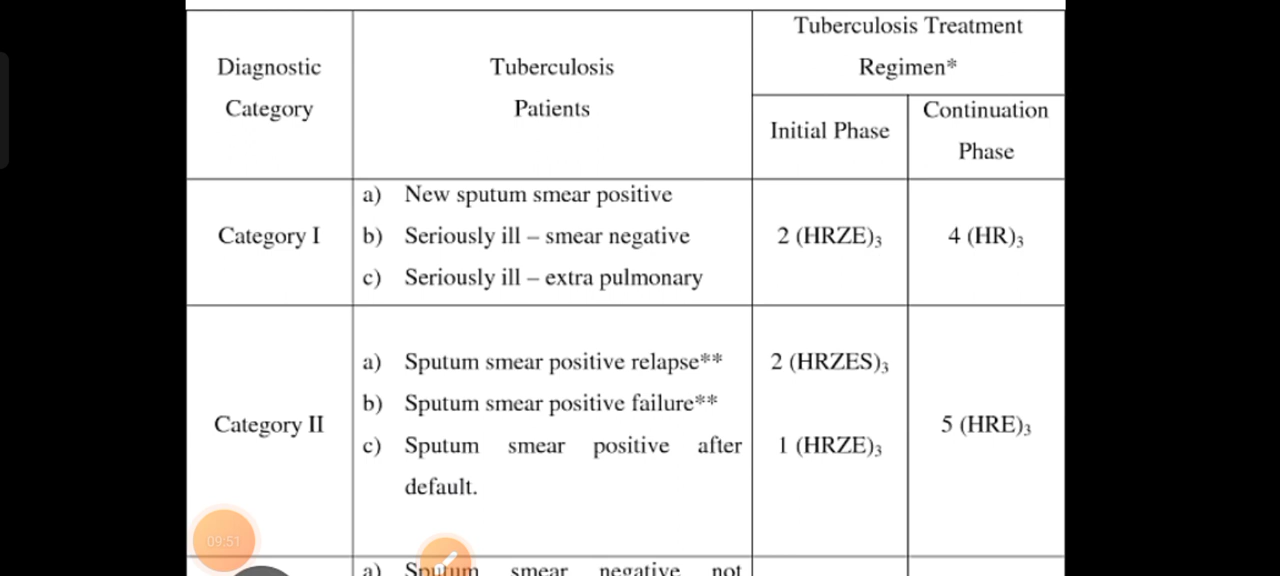 Diagnostic
Category
Tuberculosis
Patients
Tuberculosis Treatment
Regimen*
Initial Phase
Continuation
Phase
Category I
a) New sputum smear positive
b) Seriously ill – smear negative
c) Seriously ill – extra pulmonary
2 (HRZE)₃
4 (HR)₃
Category II
a) Sputum smear positive relapse**
b) Sputum smear positive failure**
c) Sputum smear positive after
default.
2 (HRZES)₃
1 (HRZE)₃
5 (HRE)₃
09:51
a) Sputum smear negative not